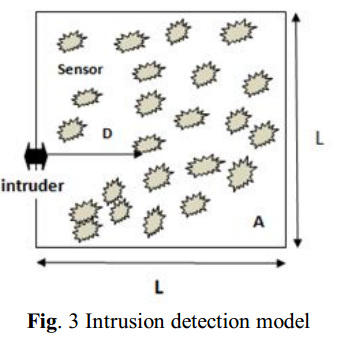 Sensor
D
L
intruder
A
L
Fig. 3 Intrusion detection model